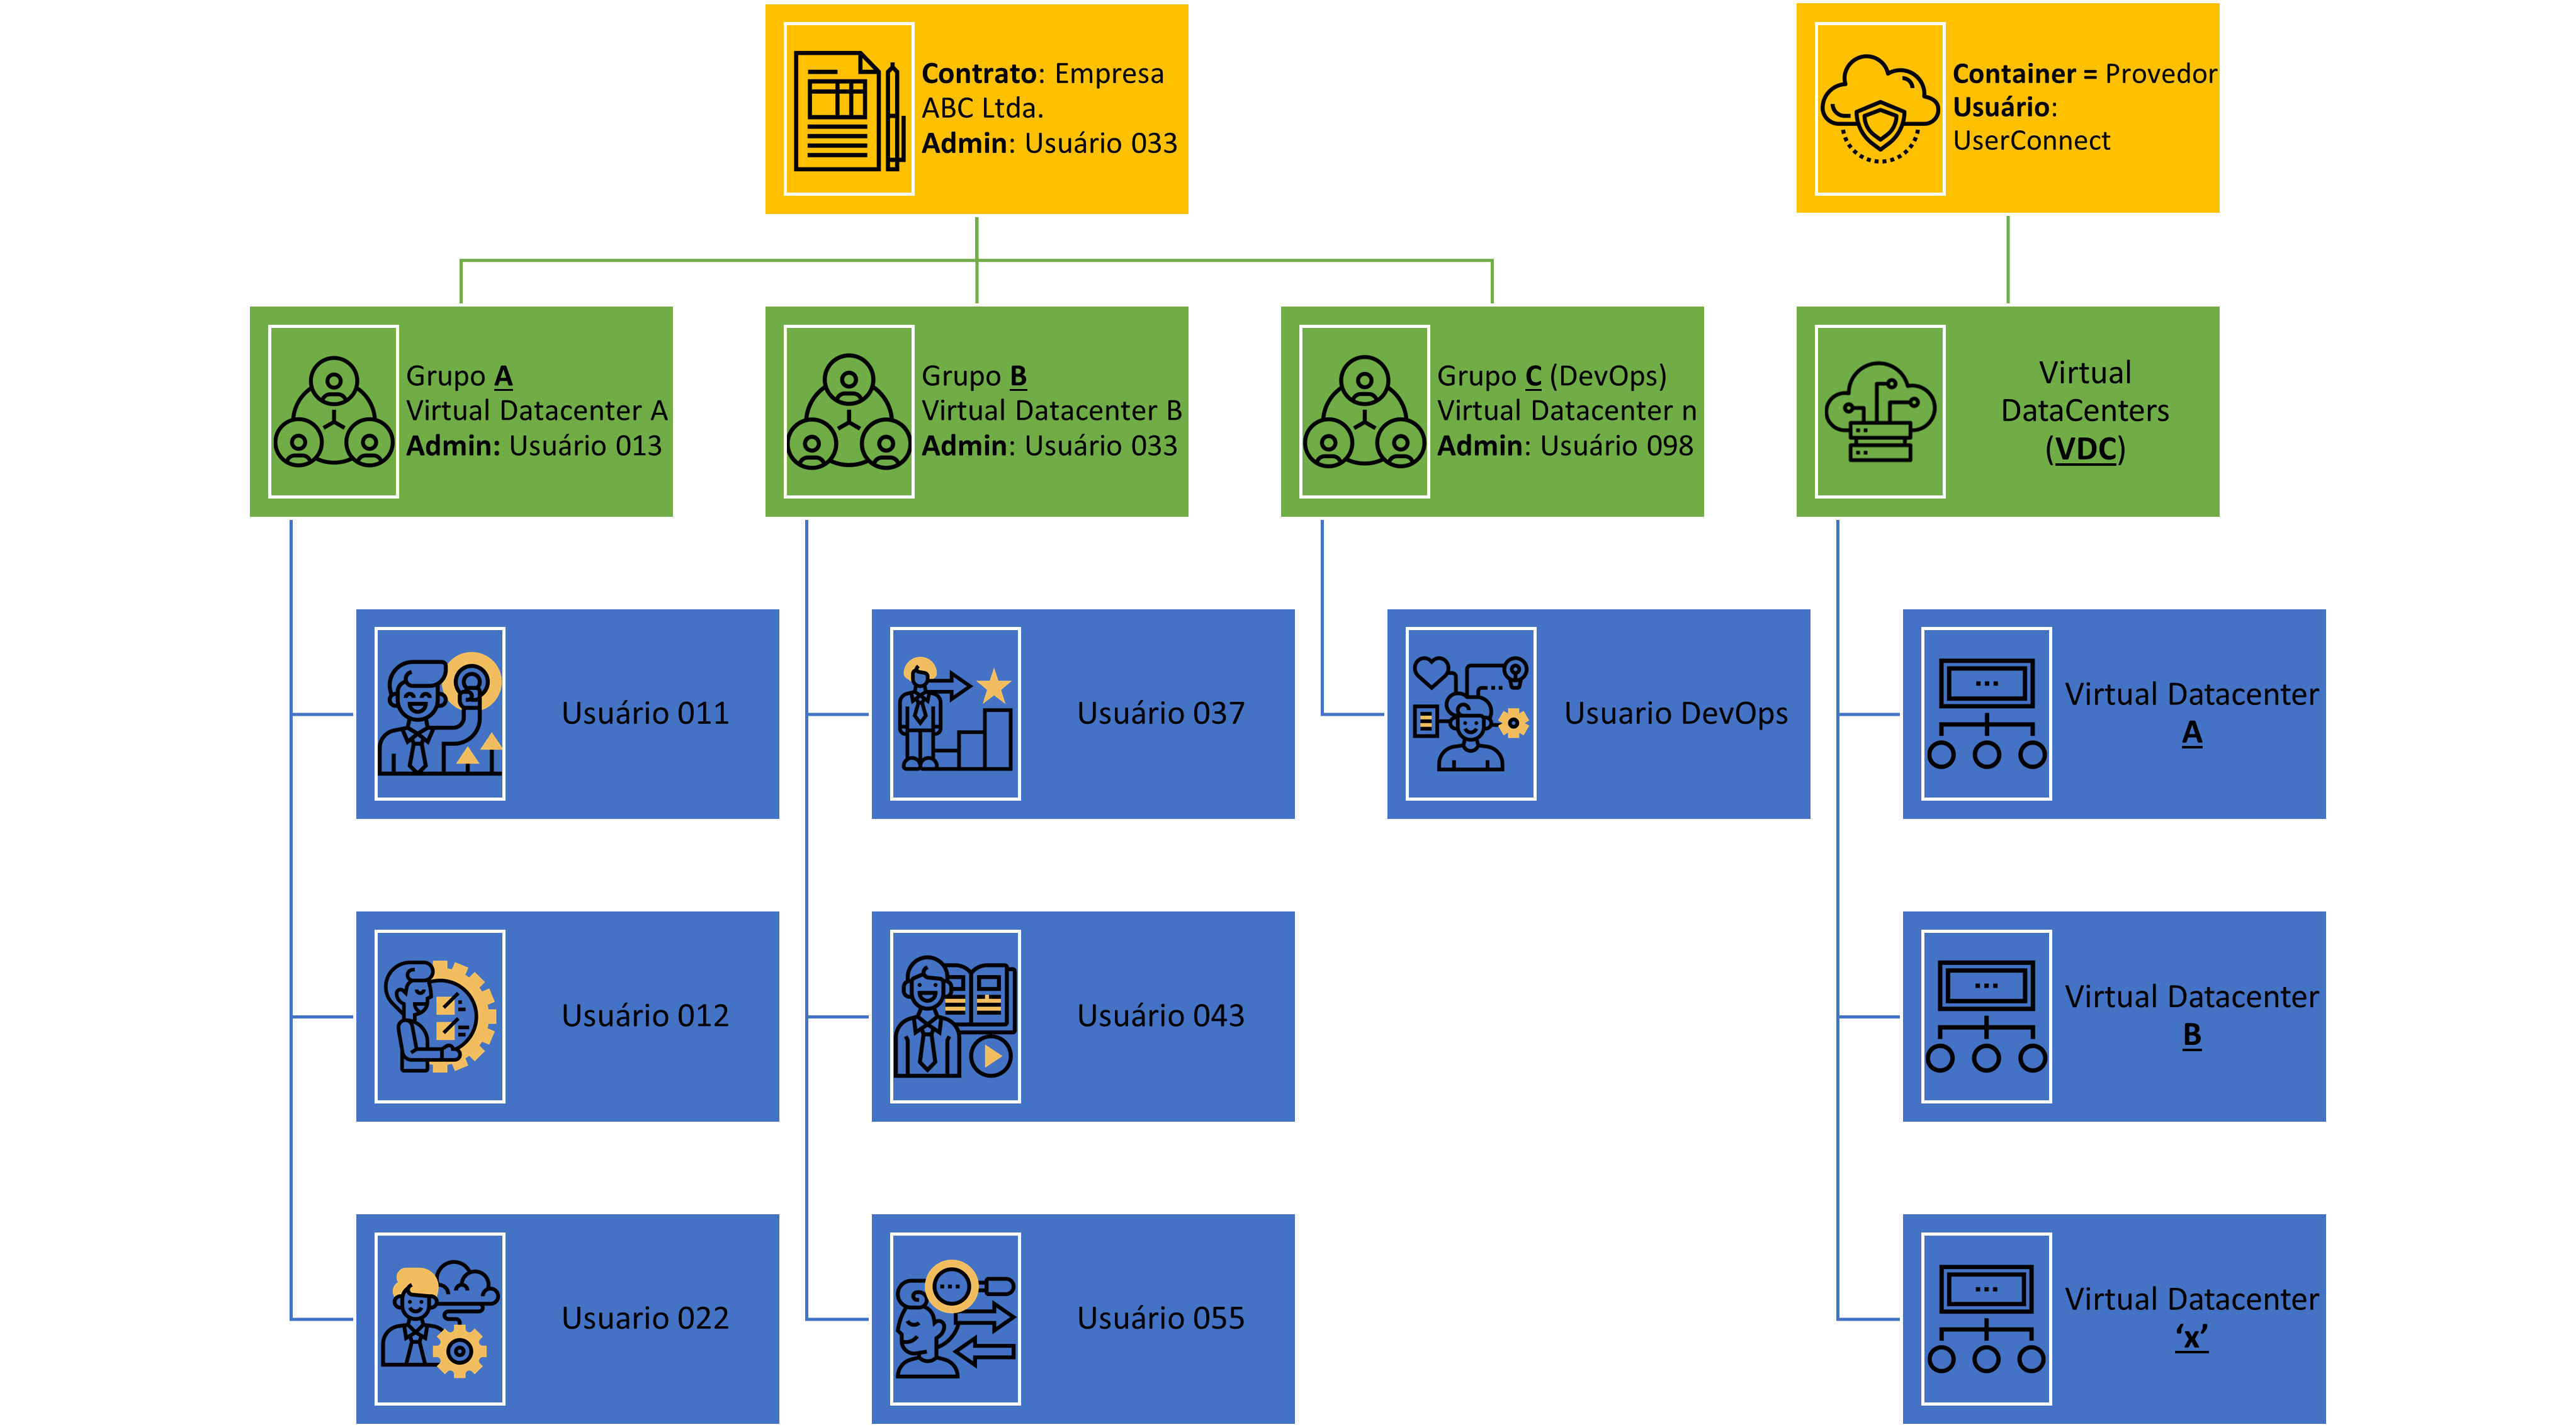 Contrato: Empresa
ABC Ltda.
Admin: Usuário 033
Container = Provedor
Usuário:
UserConnect
Grupo A
Virtual Datacenter A
Admin: Usuário 013
Grupo B
Virtual Datacenter B
Admin: Usuário 033
Grupo C (DevOps)
Virtual Datacenter n
Admin: Usuário 098
Virtual
DataCenters
(VDC)
Usuário 011
Usuário 037
Usuario DevOps
Virtual Datacenter
A
Usuário 012
Usuário 043
Virtual Datacenter
B
Usuario 022
Usuário 055
Virtual Datacenter
‘x’